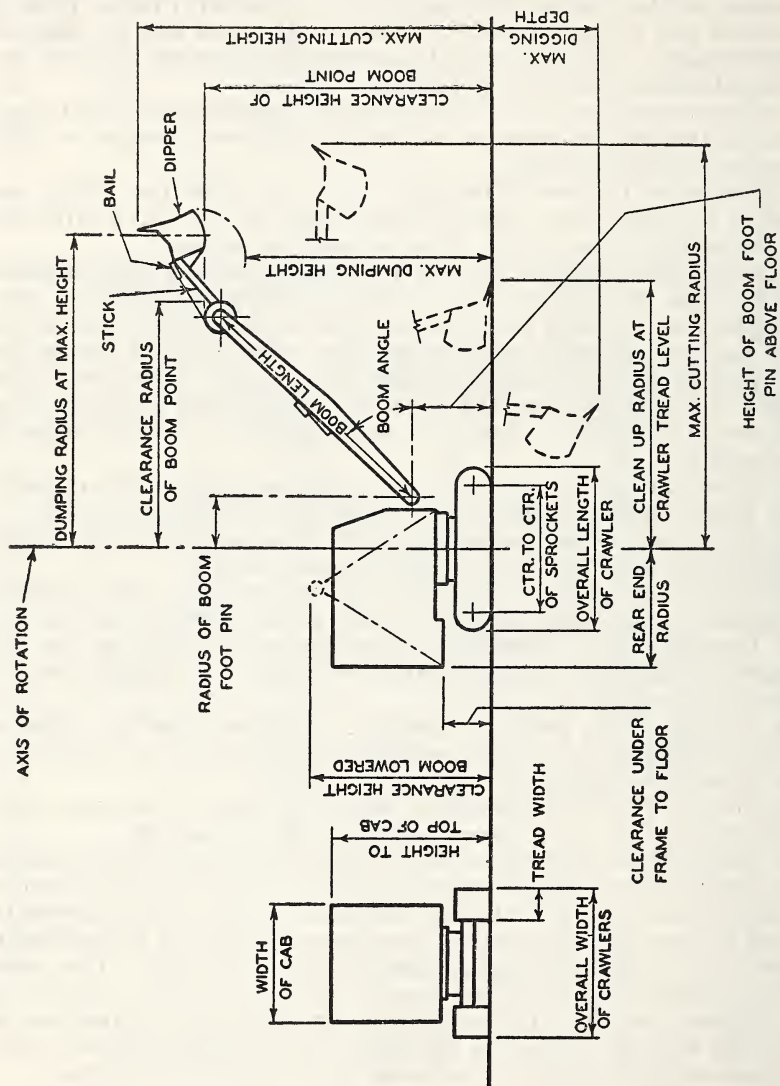 AXIS OF ROTATION
DUMPING RADIUS AT MAX. HEIGHT
CLEARANCE RADIUS
OF BOOM POINT
STICK
BAIL
DIPPER
RADIUS OF BOOM
FOOT PIN
BOOM LENGTH
BOOM ANGLE
MAX. CUTTING HEIGHT
CLEARANCE HEIGHT OF
BOOM POINT
MAX. DUMPING HEIGHT
MAX.
DIGGING
DEPTH
WIDTH
OF CAB
HEIGHT TO
TOP OF CAB
CLEARANCE HEIGHT
BOOM LOWERED
CTR. TO CTR.
OF SPROCKETS
OVERALL LENGTH
OF CRAWLER
REAR END
RADIUS
TREAD WIDTH
OVERALL WIDTH
OF CRAWLERS
CLEARANCE UNDER
FRAME TO FLOOR
CLEAN UP RADIUS AT
CRAWLER TREAD LEVEL
MAX. CUTTING RADIUS
HEIGHT OF BOOM FOOT
PIN ABOVE FLOOR